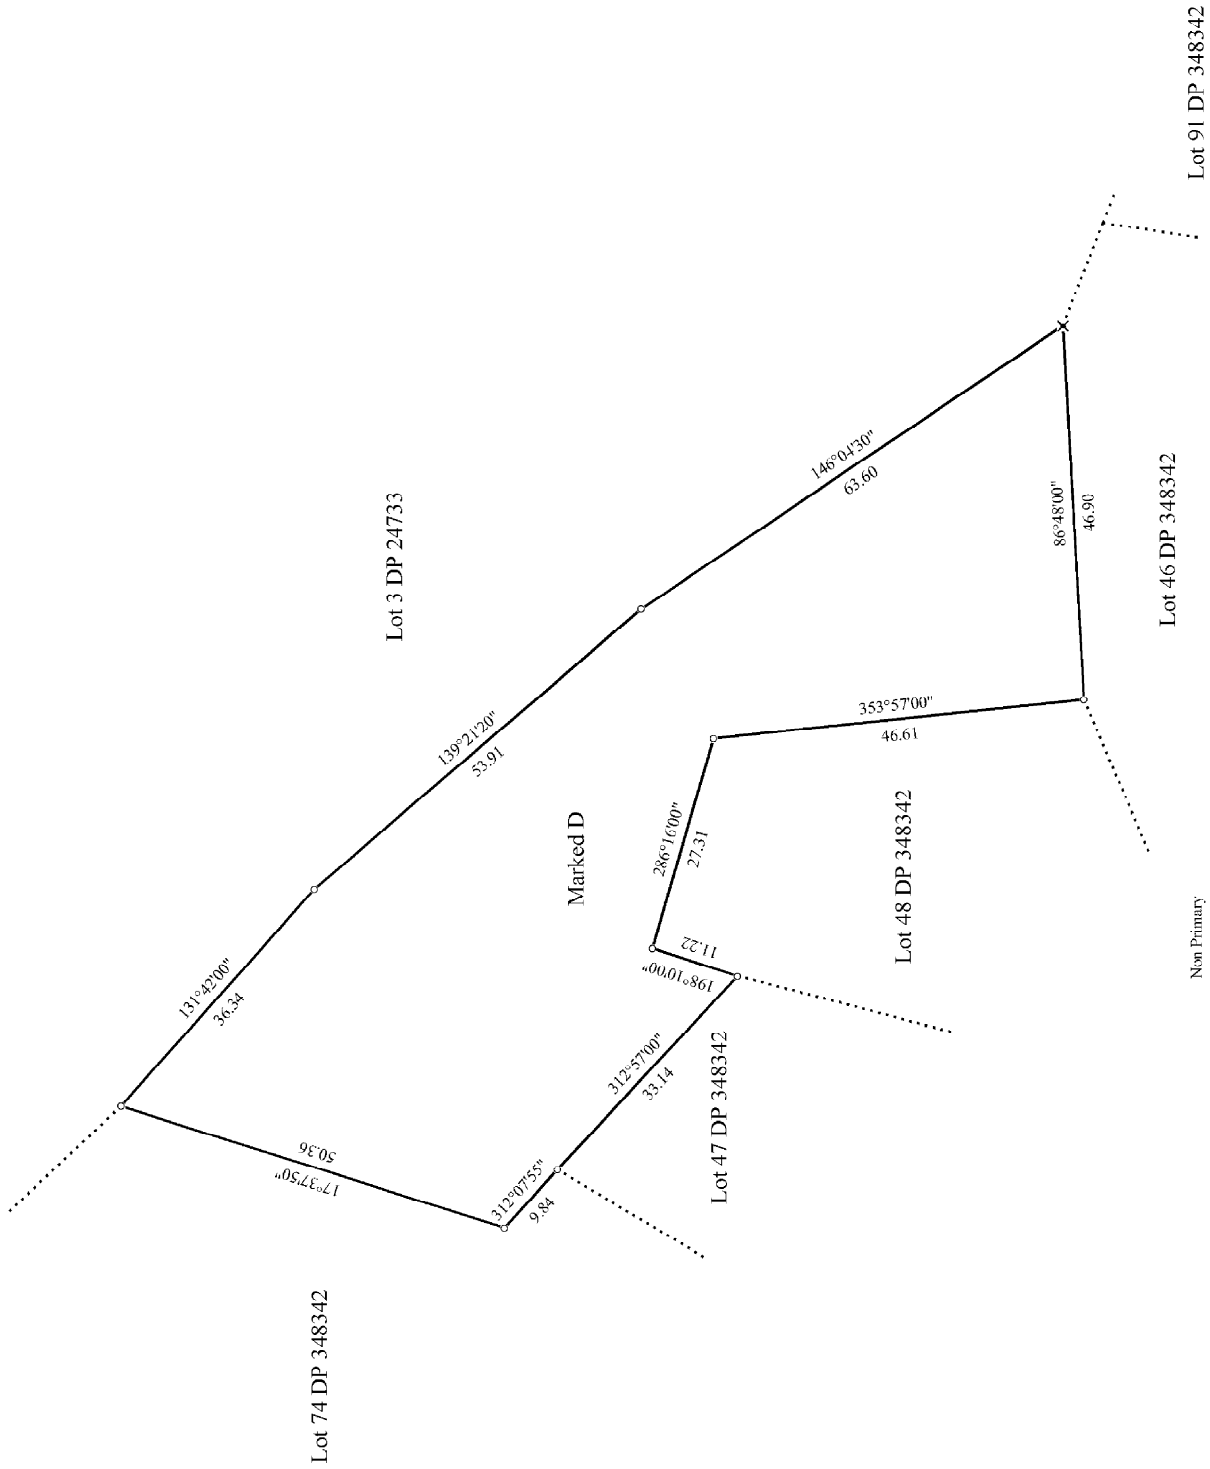 Lot 91 DP 348342
Lot 3 DP 24733
146°04'30"
63.60
86°48'00"
46.90
Lot 46 DP 348342
139°21'20"
53.91
353°57'00"
46.61
Marked D
286°16'00"
27.31
Lot 48 DP 348342
Non Primary
131°42'00"
36.34
11.22
198°10'00"
312°57'00"
33.14
Lot 47 DP 348342
50.36
17°37'50"
312°07'55"
9.84
Lot 74 DP 348342